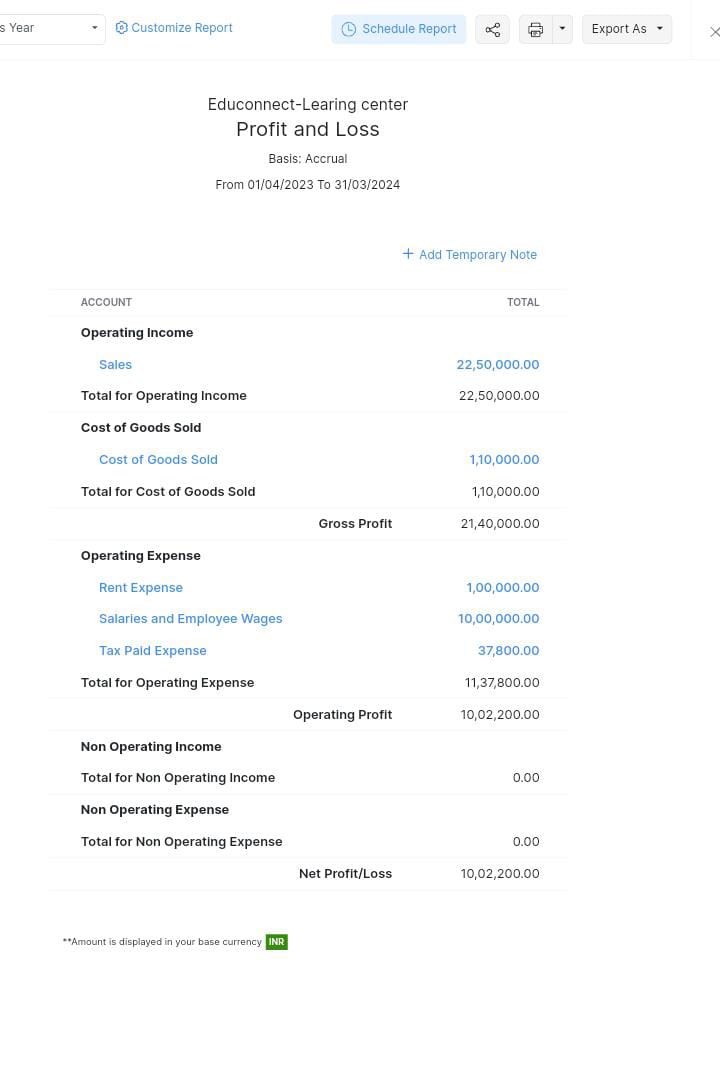 s Year
Customize Report
Schedule Report
Export As
Educonnect-Learing center
Profit and Loss
Basis: Accrual
From 01/04/2023 To 31/03/2024
+ Add Temporary Note
ACCOUNT TOTAL
Operating Income
Sales 22,50,000.00
Total for Operating Income 22,50,000.00
Cost of Goods Sold
Cost of Goods Sold 1,10,000.00
Total for Cost of Goods Sold 1,10,000.00
Gross Profit 21,40,000.00
Operating Expense
Rent Expense 1,00,000.00
Salaries and Employee Wages 10,00,000.00
Tax Paid Expense 37,800.00
Total for Operating Expense 11,37,800.00
Operating Profit 10,02,200.00
Non Operating Income
Total for Non Operating Income 0.00
Non Operating Expense
Total for Non Operating Expense 0.00
Net Profit/Loss 10,02,200.00
**Amount is displayed in your base currency INR